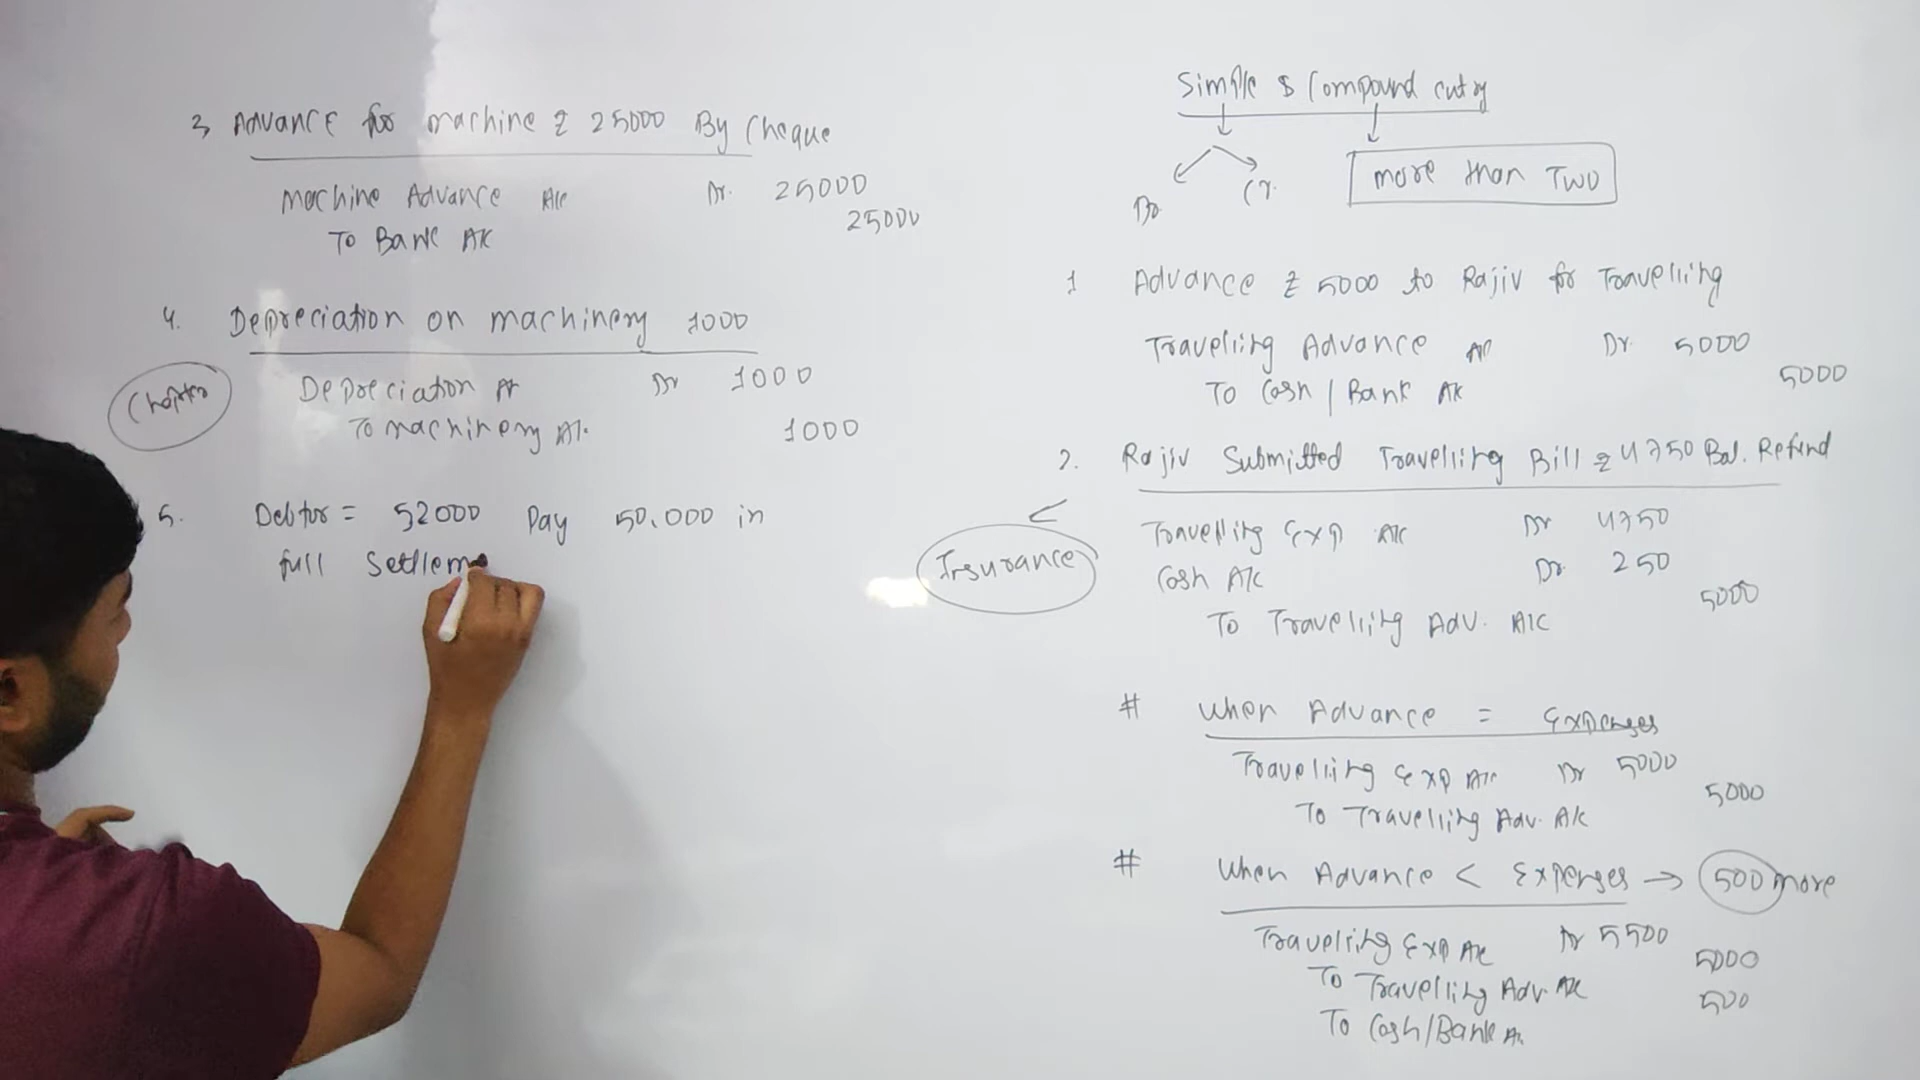 Simple & Compound entry
Dr Cr.
more than Two
1 Advance ₹ 5000 to Rajiv for Travelling
Travelling Advance A/c Dr. 5000
To Cash / Bank A/c 5000
2. Rajiv Submitted Travelling Bill ₹ 4750 Bal. Refund
<
Insurance
Travelling Exp A/c Dr 4750
Cash A/c Dr. 250
To Travelling Adv. A/c 5000
# When Advance = Expenses
Travelling Exp A/c Dr 5000
To Travelling Adv. A/c 5000
# When Advance < Expenses → 500 more
Travelling Exp A/c Dr 5500
To Travelling Adv. A/c 5000
To Cash/Bank A/c 500
3 Advance for machine ₹ 25000 By Cheque
Machine Advance A/c Dr. 25000
To Bank A/c 25000
4. Depreciation on machinery 1000
Depreciation A/c Dr 1000
To machinery A/c. 1000
5. Debtor = 52000 Pay 50,000 in
full Settleme